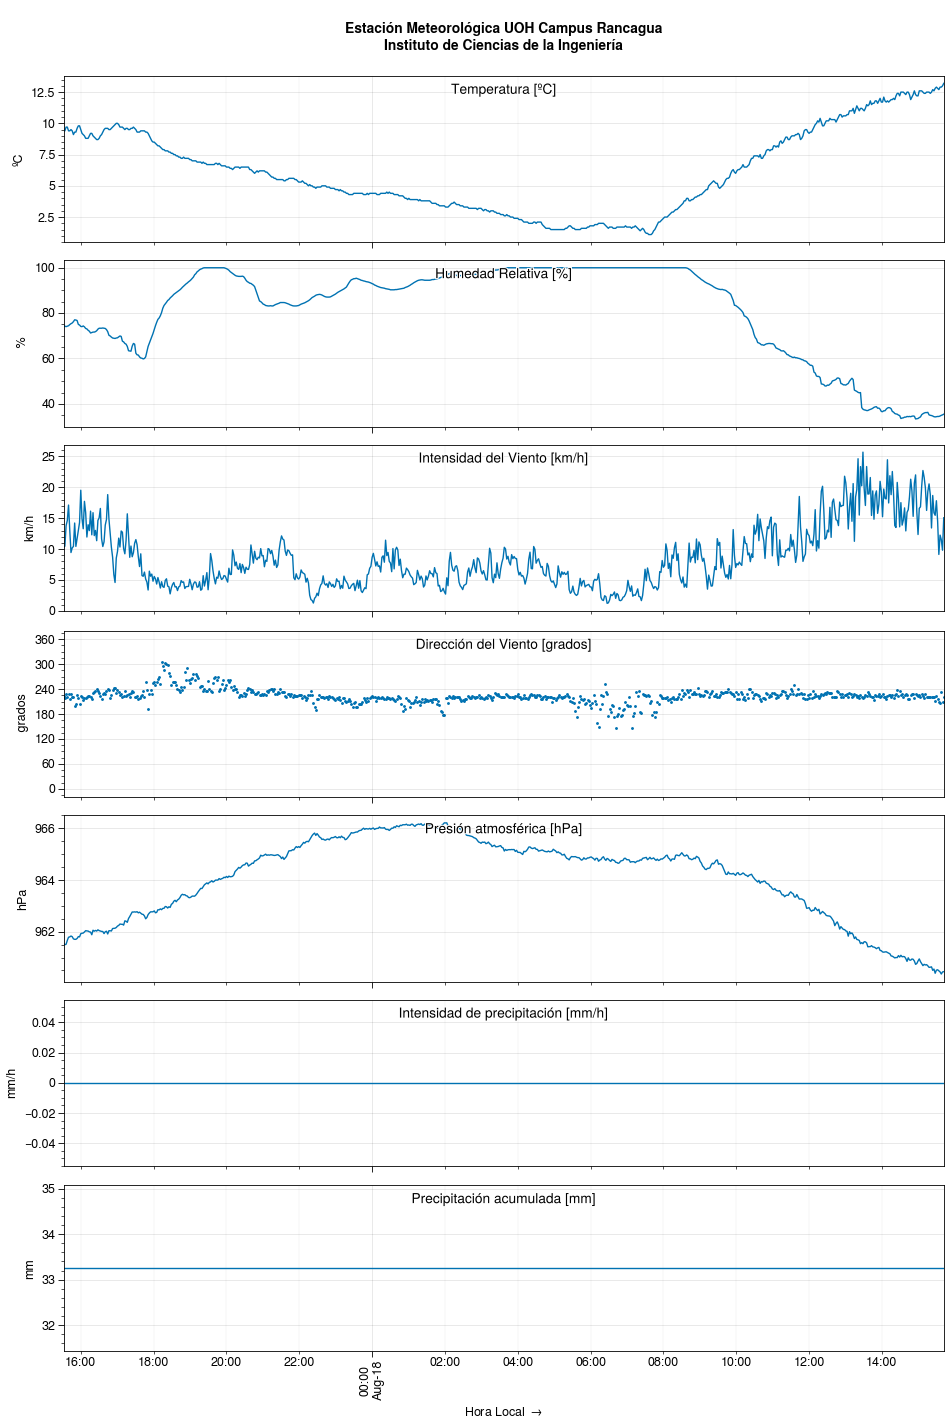 Estación Meteorológica UOH Campus Rancagua
Instituto de Ciencias de la Ingeniería
Temperatura [ºC]
ºC
12.5
10
7.5
5
2.5
Humedad Relativa [%]
%
100
80
60
40
Intensidad del Viento [km/h]
km/h
25
20
15
10
5
0
Dirección del Viento [grados]
grados
360
300
240
180
120
60
0
Presión atmosférica [hPa]
hPa
966
964
962
Intensidad de precipitación [mm/h]
mm/h
0.04
0.02
0
−0.02
−0.04
Precipitación acumulada [mm]
mm
35
34
33
32
16:00 18:00 20:00 22:00 00:00 02:00 04:00 06:00 08:00 10:00 12:00 14:00
Aug-18
Hora Local →